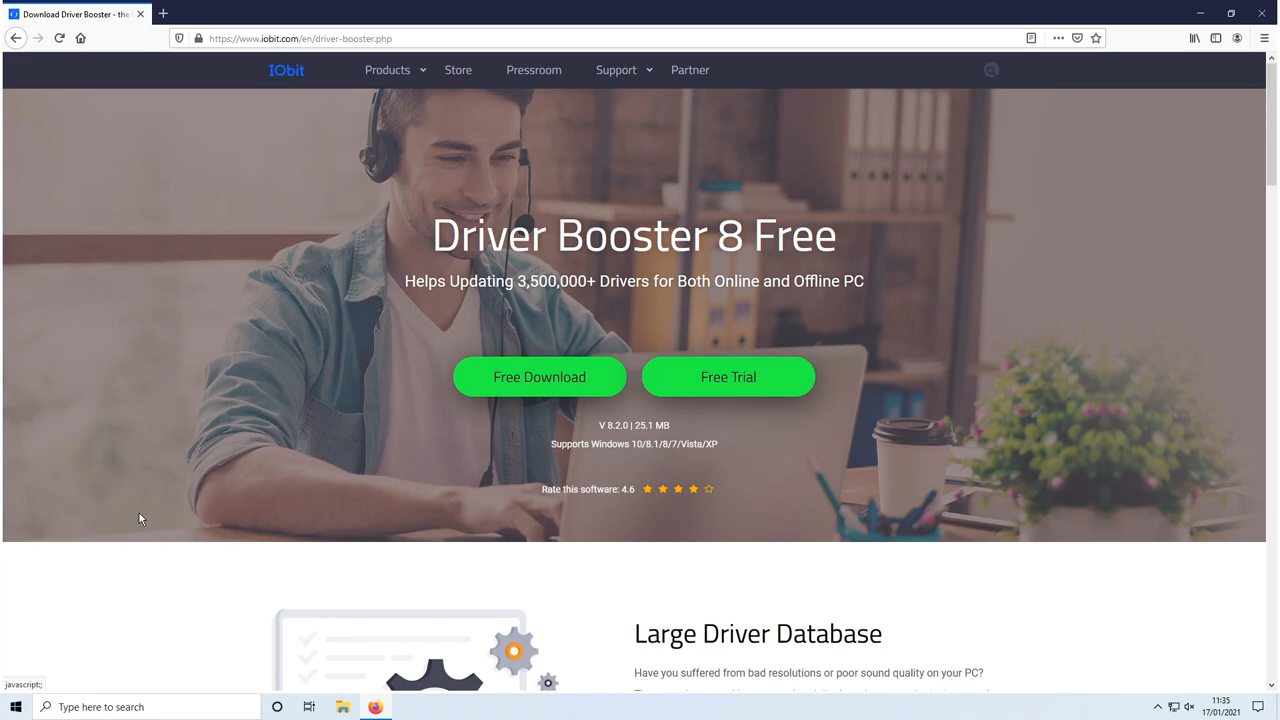 Download Driver Booster - the
https://www.iobit.com/en/driver-booster.php
IObit
Products
Store
Pressroom
Support
Partner
Driver Booster 8 Free
Helps Updating 3,500,000+ Drivers for Both Online and Offline PC
Free Download
Free Trial
V 8.2.0 | 25.1 MB
Supports Windows 10/8.1/8/7/Vista/XP
Rate this software: 4.6
Large Driver Database
Have you suffered from bad resolutions or poor sound quality on your PC?
javascript:;
Type here to search
11:35
17/01/2021